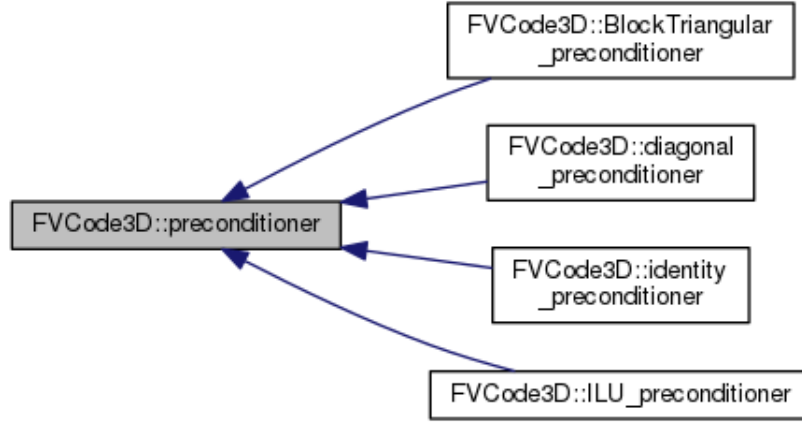 FVCode3D::BlockTriangular
_preconditioner
FVCode3D::diagonal
_preconditioner
FVCode3D::preconditioner
FVCode3D::identity
_preconditioner
FVCode3D::ILU_preconditioner